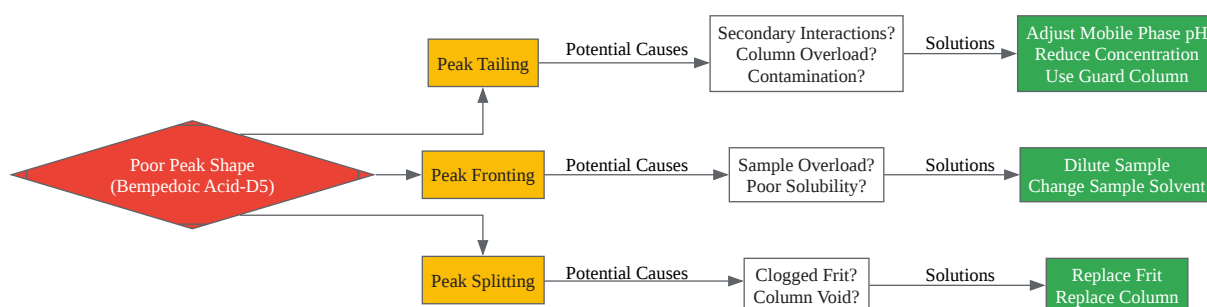 Poor Peak Shape
(Bempedoic Acid-D5)
Peak Tailing
Potential Causes
Secondary Interactions?
Column Overload?
Contamination?
Solutions
Adjust Mobile Phase pH
Reduce Concentration
Use Guard Column
Peak Fronting
Potential Causes
Sample Overload?
Poor Solubility?
Solutions
Dilute Sample
Change Sample Solvent
Peak Splitting
Potential Causes
Clogged Frit?
Column Void?
Solutions
Replace Frit
Replace Column